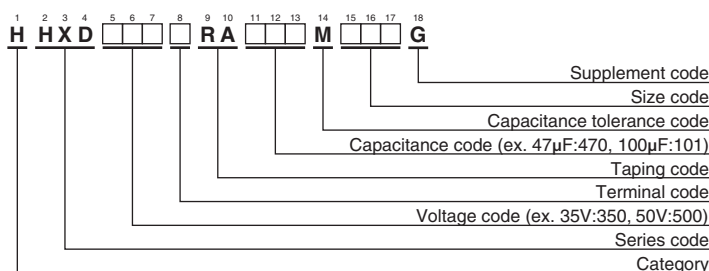 1 2 3 4 5 6 7 8 9 10 11 12 13 14 15 16 17 18
H HXD □□□ □ RA □□□ M □□□ G
Supplement code
Size code
Capacitance tolerance code
Capacitance code (ex. 47µF:470, 100µF:101)
Taping code
Terminal code
Voltage code (ex. 35V:350, 50V:500)
Series code
Category